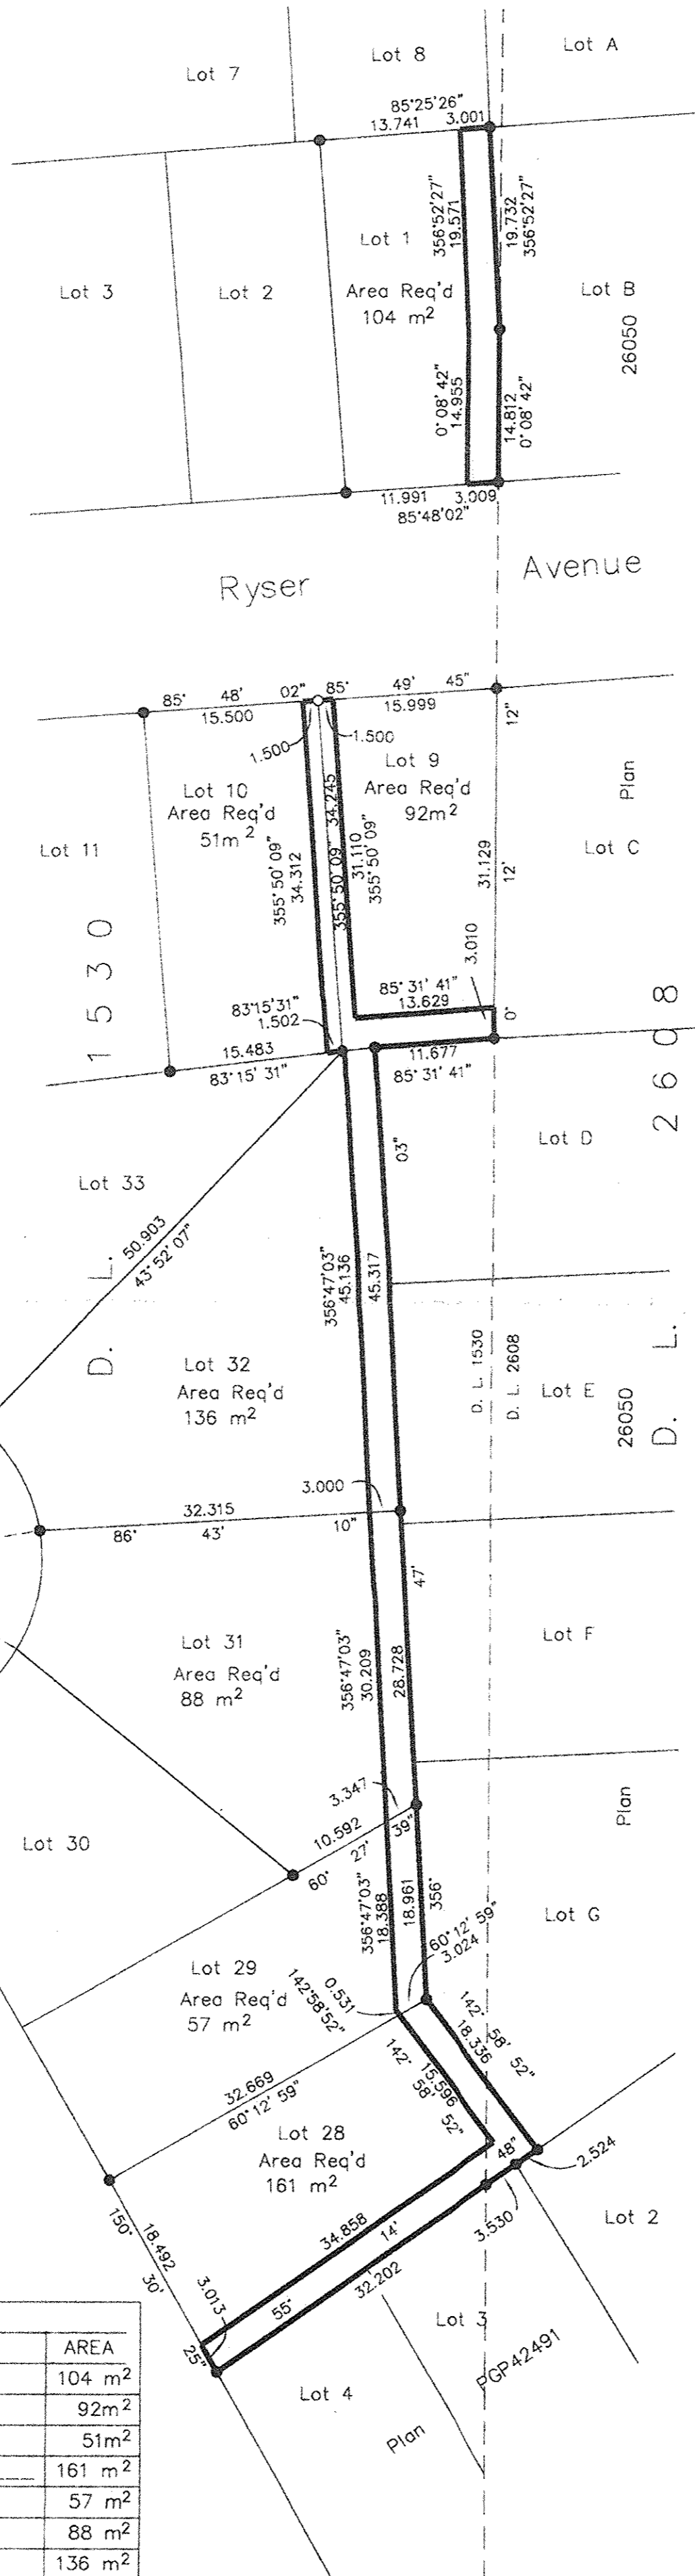 Lot 7
Lot 8
Lot A
85°25'26"
13.741
3.001
356°52'27"
19.571
19.732
356°52'27"
Lot 1
Area Req'd
104 m²
Lot 3
Lot 2
Lot B
26050
0°08'42"
14.955
14.812
0°08'42"
11.991
3.009
85°48'02"
Ryser Avenue
85° 48' 02"
15.500
85° 49' 45"
15.999
1.500
1.500
12"
Lot 9
Area Req'd
92m²
Lot 10
Area Req'd
51m²
Plan
Lot 11
Lot C
34.245
355°50'09"
31.110
355°50'09"
355°50'09"
34.312
31.129
12'
1530
3.010
85°31'41"
13.629
0°
83°15'31"
1.502
15.483
83°15'31"
11.677
85°31'41"
2608
Lot D
03"
Lot 33
50.903
43°52'07"
D. L.
356°47'03"
45.136
45.317
Lot 32
Area Req'd
136 m²
D. L. 1530
D. L. 2608
Lot E
26050
D. L.
3.000
32.315
86° 43' 10"
47'
Lot 31
Area Req'd
88 m²
356°47'03"
30.209
28.728
Lot F
3.347
10.592
60° 27' 39"
Plan
Lot 30
356°47'03"
18.388
18.961
356°
Lot G
60°12'59"
3.024
Lot 29
Area Req'd
57 m²
0.531
142°58'52"
142° 58' 52"
18.336
142° 58' 52"
15.596
32.669
60°12'59"
Lot 28
Area Req'd
161 m²
48"
2.524
3.530
Lot 2
150° 30' 25"
18.492
34.858
14'
32.202
55'
3.013
Lot 3
PGP42491
Lot 4
Plan
AREA
104 m²
92m²
51m²
161 m²
57 m²
88 m²
136 m²